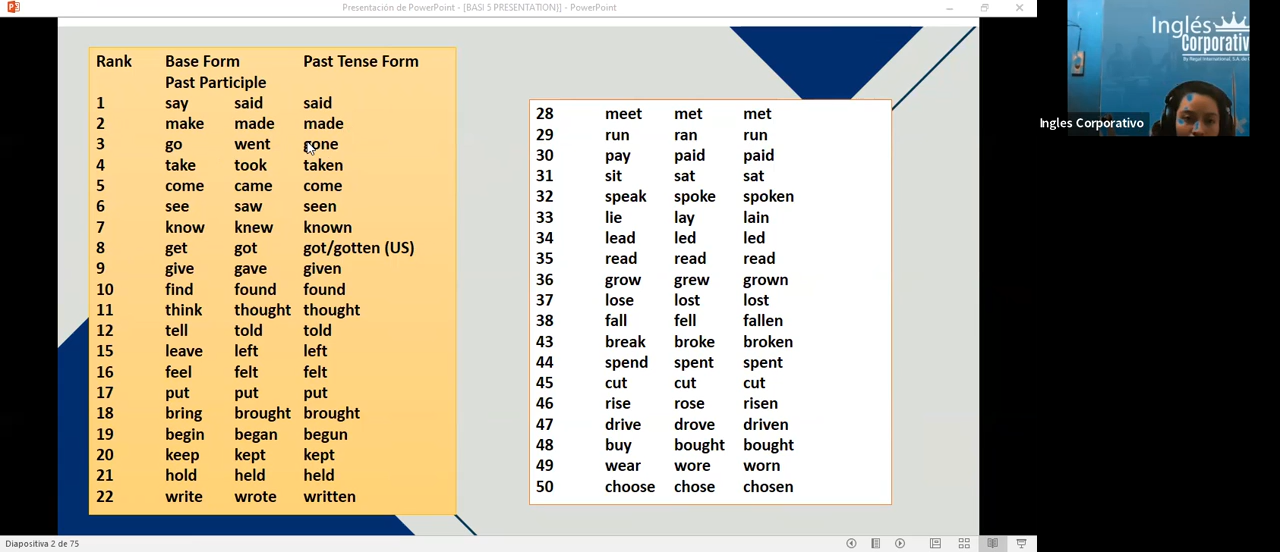 Presentación de PowerPoint - [BASI 5 PRESENTATION] - PowerPoint
Rank Base Form Past Tense Form
Past Participle
1 say said said
2 make made made
3 go went gone
4 take took taken
5 come came come
6 see saw seen
7 know knew known
8 get got got/gotten (US)
9 give gave given
10 find found found
11 think thought thought
12 tell told told
15 leave left left
16 feel felt felt
17 put put put
18 bring brought brought
19 begin began begun
20 keep kept kept
21 hold held held
22 write wrote written
28 meet met met
29 run ran run
30 pay paid paid
31 sit sat sat
32 speak spoke spoken
33 lie lay lain
34 lead led led
35 read read read
36 grow grew grown
37 lose lost lost
38 fall fell fallen
43 break broke broken
44 spend spent spent
45 cut cut cut
46 rise rose risen
47 drive drove driven
48 buy bought bought
49 wear wore worn
50 choose chose chosen
Inglés
Corporativ
By Regal International, S.A. de
Ingles Corporativo
Diapositiva 2 de 75